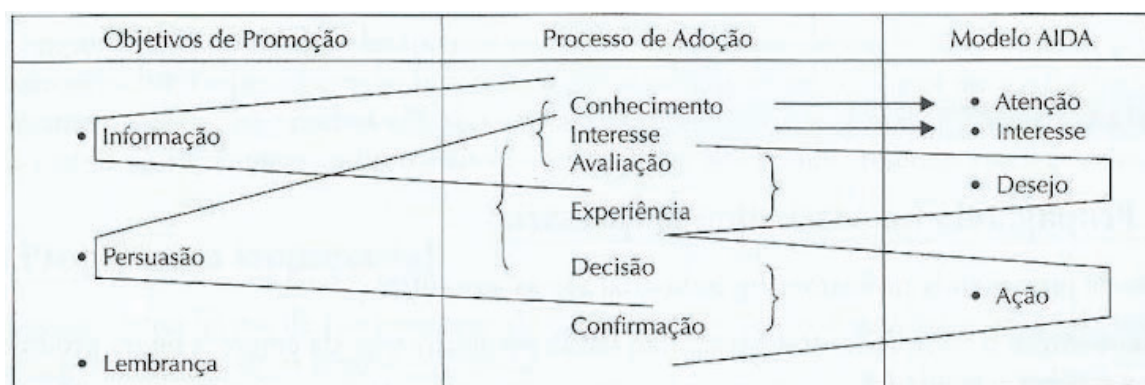 Objetivos de Promoção Processo de Adoção Modelo AIDA
Conhecimento • Atenção
• Informação Interesse • Interesse
Avaliação
• Desejo
Experiência
• Persuasão
Decisão
• Ação
Confirmação
• Lembrança